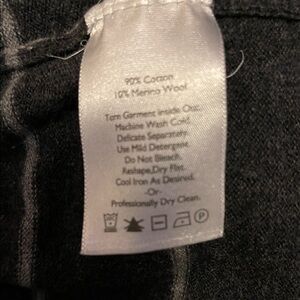 90% Cotton
10% Merino Wool
Turn Garment Inside Out.
Machine Wash Cold.
Delicate Separately.
Use Mild Detergent.
Do Not Bleach.
Reshape,Dry Flat.
Cool Iron As Desired.
-Or-
Professionally Dry Clean.
P